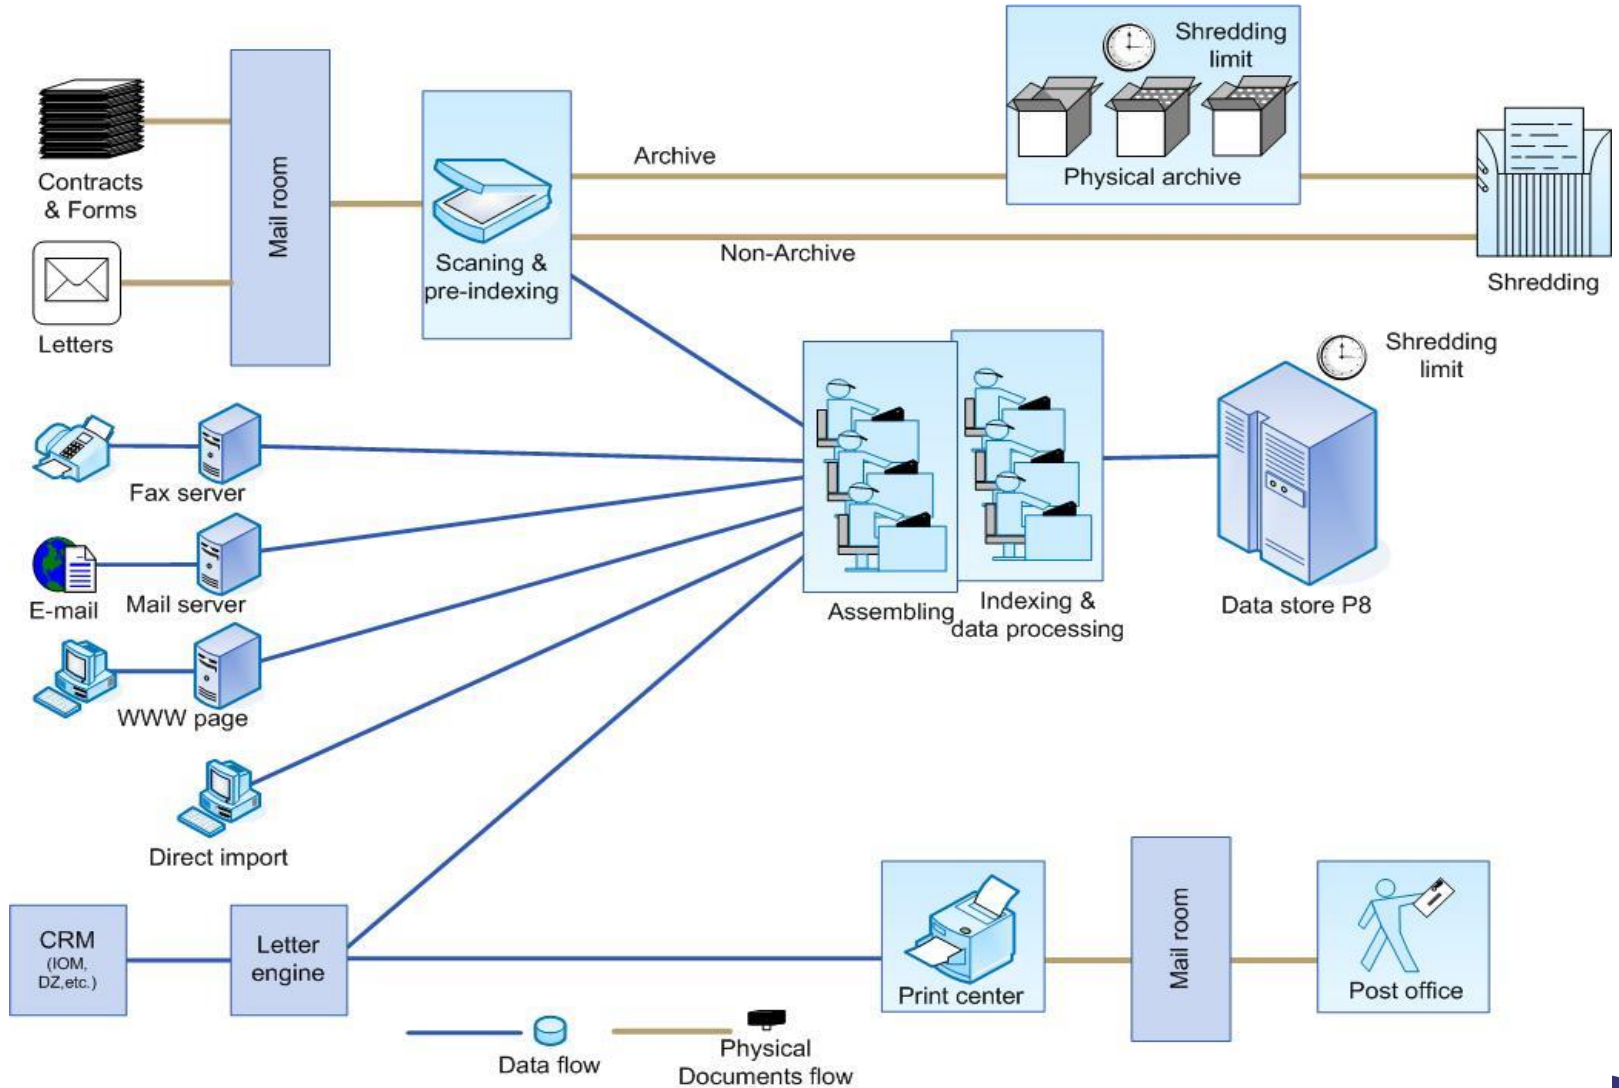 Contracts
& Forms
Letters
Mail room
Scaning &
pre-indexing
Archive
Non-Archive
Shredding
limit
Physical archive
Shredding
Fax server
E-mail
Mail server
WWW page
Direct import
Assembling
Indexing &
data processing
Shredding
limit
Data store P8
CRM
(IOM,
DZ,etc.)
Letter
engine
Print center
Mail room
Post office
Data flow
Physical
Documents flow